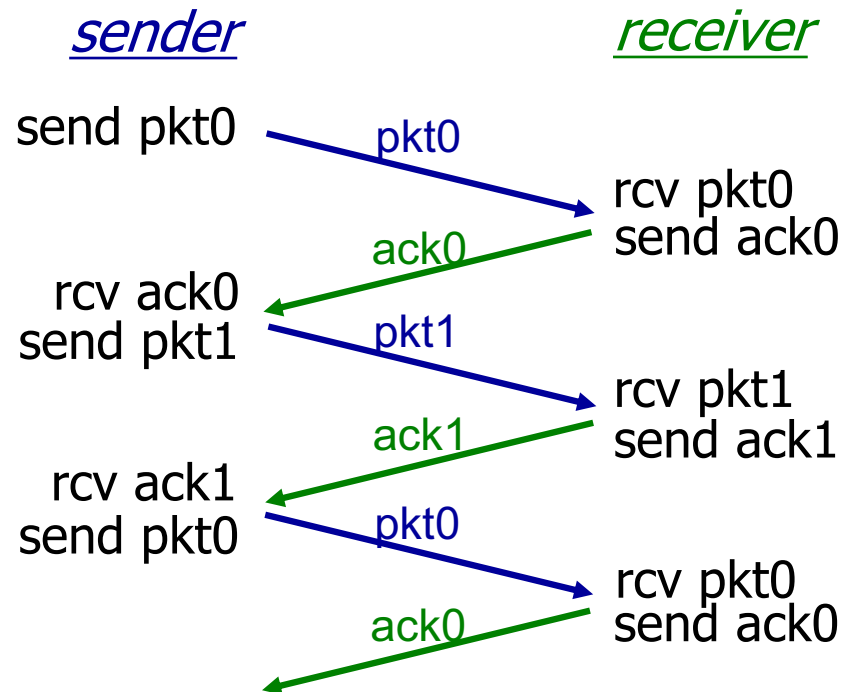 sender
receiver
send pkt0
pkt0
rcv pkt0
send ack0
ack0
rcv ack0
send pkt1
pkt1
rcv pkt1
send ack1
ack1
rcv ack1
send pkt0
pkt0
rcv pkt0
send ack0
ack0